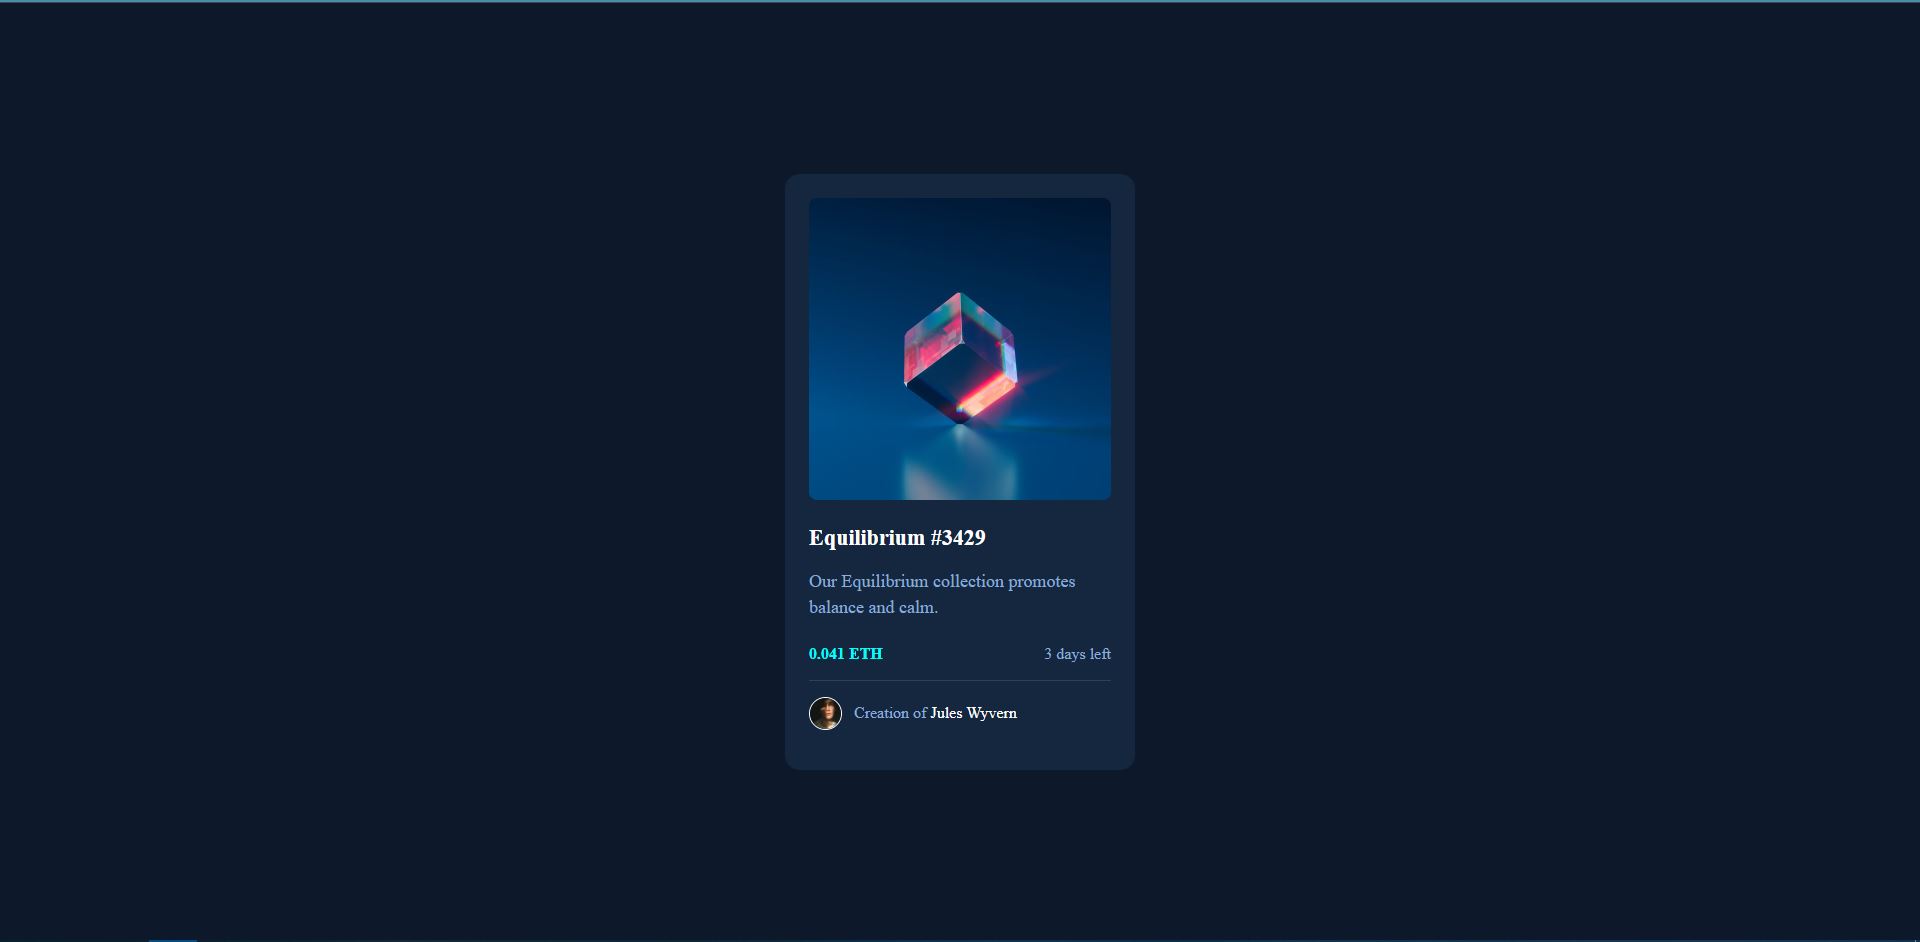 Equilibrium #3429
Our Equilibrium collection promotes
balance and calm.
0.041 ETH
3 days left
Creation of Jules Wyvern